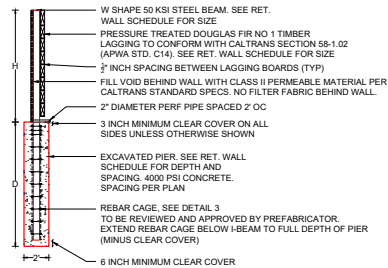 W SHAPE 50 KSI STEEL BEAM. SEE RET.
WALL SCHEDULE FOR SIZE
PRESSURE TREATED DOUGLAS FIR NO 1 TIMBER
LAGGING TO CONFORM WITH CALTRANS SECTION 58-1.02
(APWA STD. C14). SEE RET. WALL SCHEDULE FOR SIZE
½" INCH SPACING BETWEEN LAGGING BOARDS (TYP)
FILL VOID BEHIND WALL WITH CLASS II PERMEABLE MATERIAL PER
CALTRANS STANDARD SPECS. NO FILTER FABRIC BEHIND WALL.
H
2" DIAMETER PERF PIPE SPACED 2' OC
3 INCH MINIMUM CLEAR COVER ON ALL
SIDES UNLESS OTHERWISE SHOWN
EXCAVATED PIER. SEE RET. WALL
SCHEDULE FOR DEPTH AND
SPACING. 4000 PSI CONCRETE.
SPACING PER PLAN
D
REBAR CAGE, SEE DETAIL 3
TO BE REVIEWED AND APPROVED BY PREFABRICATOR.
EXTEND REBAR CAGE BELOW I-BEAM TO FULL DEPTH OF PIER
(MINUS CLEAR COVER)
2'
6 INCH MINIMUM CLEAR COVER